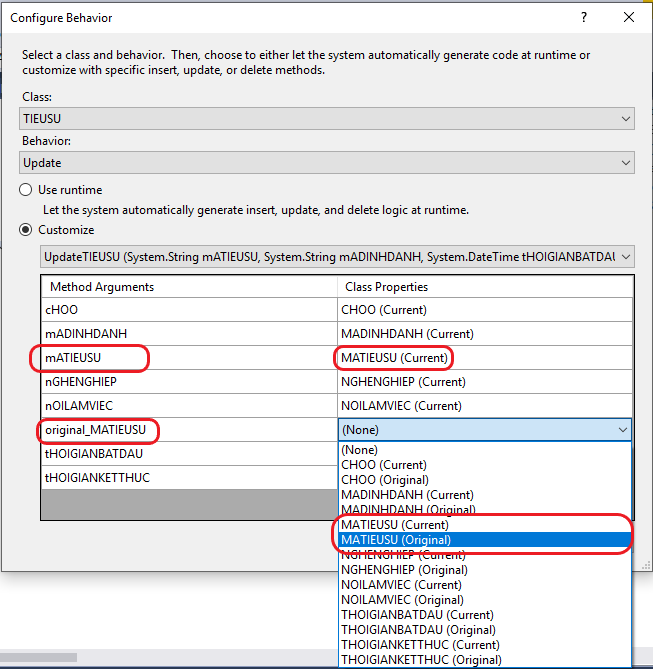 Configure Behavior
?
Select a class and behavior. Then, choose to either let the system automatically generate code at runtime or
customize with specific insert, update, or delete methods.
Class:
TIEUSU
Behavior:
Update
Use runtime
Let the system automatically generate insert, update, and delete logic at runtime.
Customize
UpdateTIEUSU (System.String mATIEUSU, System.String mADINHDANH, System.DateTime tHOIGIANBATDAU
Method Arguments Class Properties
cHOO CHOO (Current)
mADINHDANH MADINHDANH (Current)
mATIEUSU MATIEUSU (Current)
nGHENGHIEP NGHENGHIEP (Current)
nOILAMVIEC NOILAMVIEC (Current)
original_MATIEUSU (None)
tHOIGIANBATDAU
tHOIGIANKETTHUC
(None)
CHOO (Current)
CHOO (Original)
MADINHDANH (Current)
MADINHDANH (Original)
MATIEUSU (Current)
MATIEUSU (Original)
NGHENGHIEP (Current)
NGHENGHIEP (Original)
NOILAMVIEC (Current)
NOILAMVIEC (Original)
THOIGIANBATDAU (Current)
THOIGIANBATDAU (Original)
THOIGIANKETTHUC (Current)
THOIGIANKETTHUC (Original)